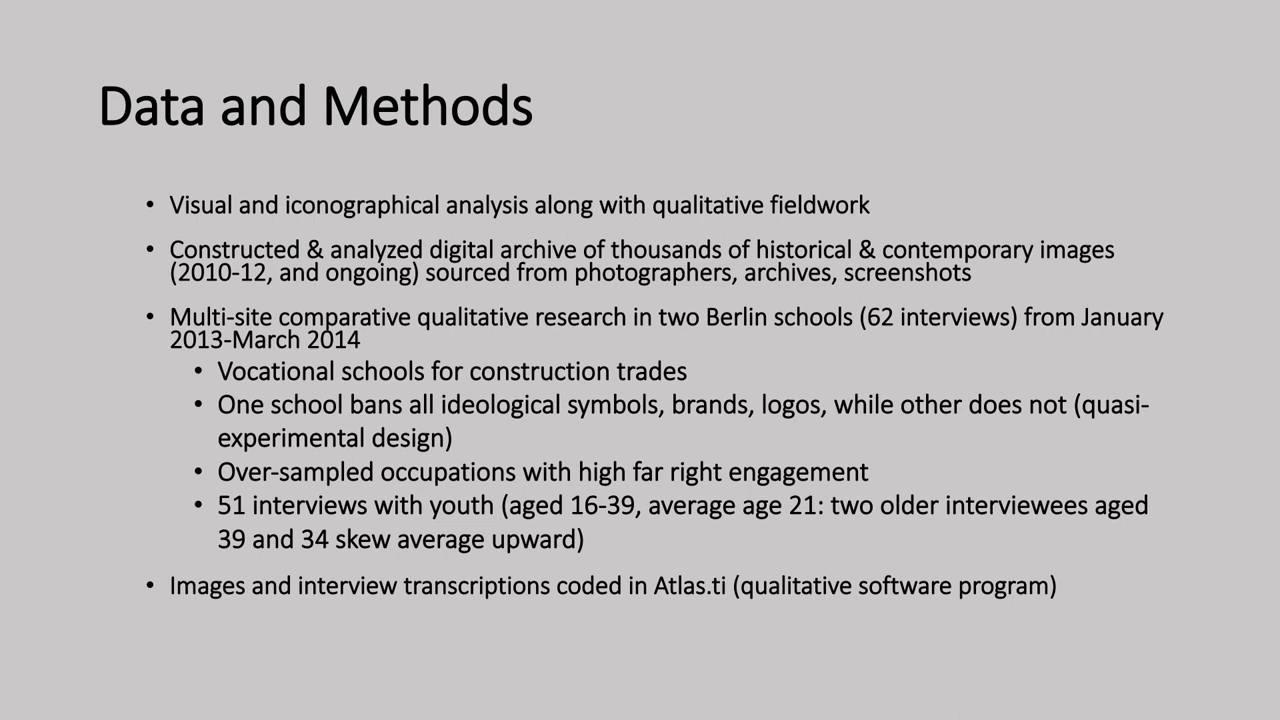 Data and Methods
• Visual and iconographical analysis along with qualitative fieldwork
• Constructed & analyzed digital archive of thousands of historical & contemporary images
(2010-12, and ongoing) sourced from photographers, archives, screenshots
• Multi-site comparative qualitative research in two Berlin schools (62 interviews) from January
2013-March 2014
• Vocational schools for construction trades
• One school bans all ideological symbols, brands, logos, while other does not (quasi-
experimental design)
• Over-sampled occupations with high far right engagement
• 51 interviews with youth (aged 16-39, average age 21: two older interviewees aged
39 and 34 skew average upward)
• Images and interview transcriptions coded in Atlas.ti (qualitative software program)